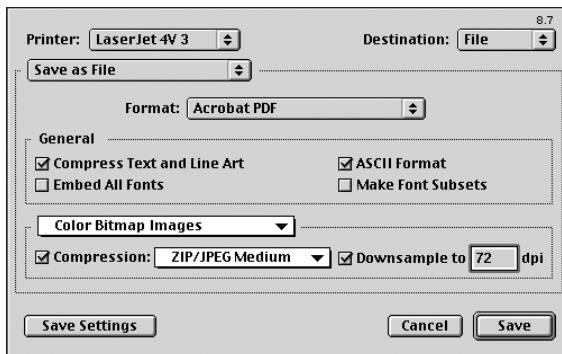 8.7
Printer: LaserJet 4V 3 Destination: File
Save as File
Format: Acrobat PDF
General
Compress Text and Line Art ASCII Format
Embed All Fonts Make Font Subsets
Color Bitmap Images
Compression: ZIP/JPEG Medium Downsample to 72 dpi
Save Settings Cancel Save